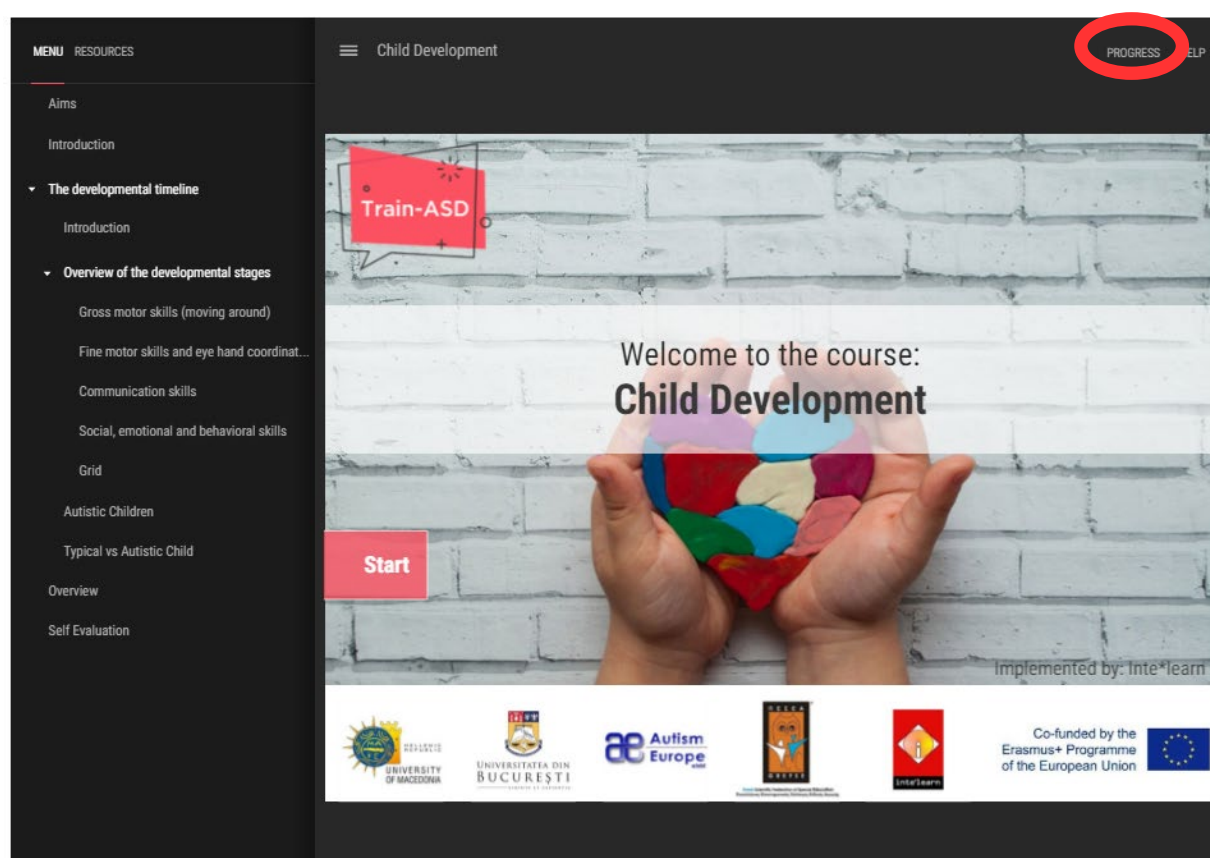 MENU RESOURCES
Child Development
PROGRESS
ELP
Aims
Introduction
The developmental timeline
Introduction
Overview of the developmental stages
Gross motor skills (moving around)
Fine motor skills and eye hand coordinat...
Communication skills
Social, emotional and behavioral skills
Grid
Autistic Children
Typical vs Autistic Child
Overview
Self Evaluation
Train-ASD
Welcome to the course:
Child Development
Start
Implemented by: Inte*learn
HELLENIC
REPUBLIC
UNIVERSITY
OF MACEDONIA
UNIVERSITATEA DIN
BUCUREȘTI
ae Autism
Europe
GREECE
inte*learn
Co-funded by the
Erasmus+ Programme
of the European Union